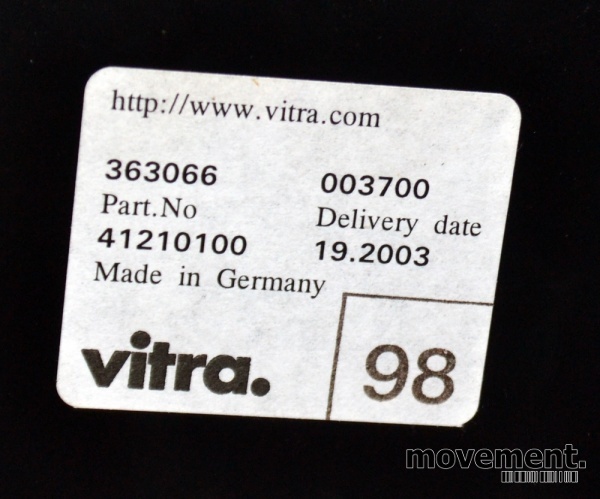 http://www.vitra.com
363066 003700
Part.No Delivery date
41210100 19.2003
Made in Germany
vitra. 98
movement.